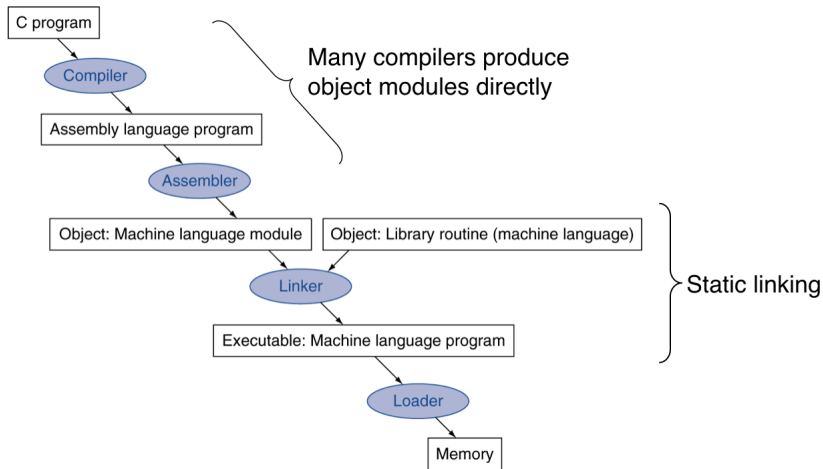 C program
Compiler
Many compilers produce
object modules directly
Assembly language program
Assembler
Object: Machine language module
Object: Library routine (machine language)
Linker
Static linking
Executable: Machine language program
Loader
Memory